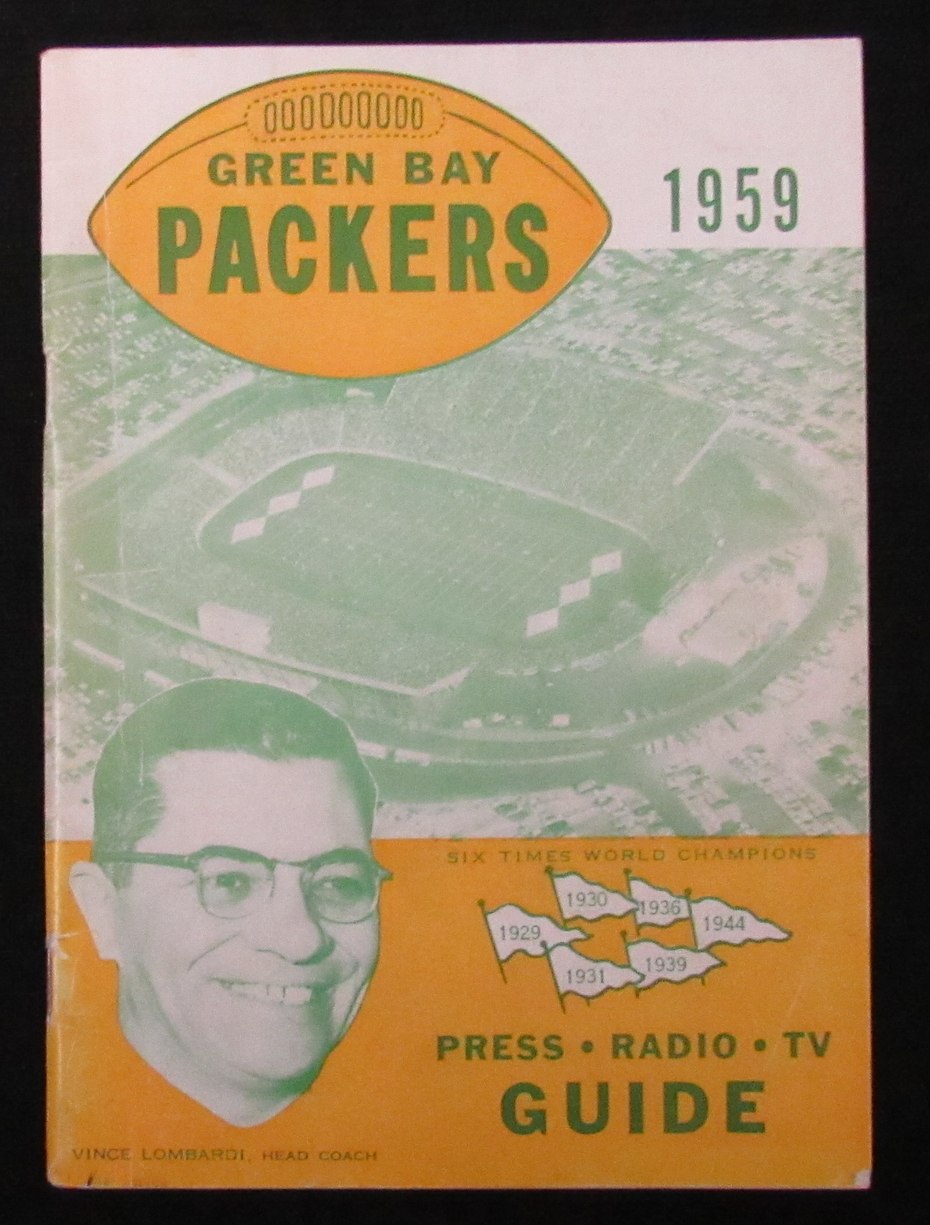 GREEN BAY
PACKERS
1959
SIX TIMES WORLD CHAMPIONS
1929
1930
1931
1936
1939
1944
PRESS • RADIO • TV
GUIDE
VINCE LOMBARDI, HEAD COACH